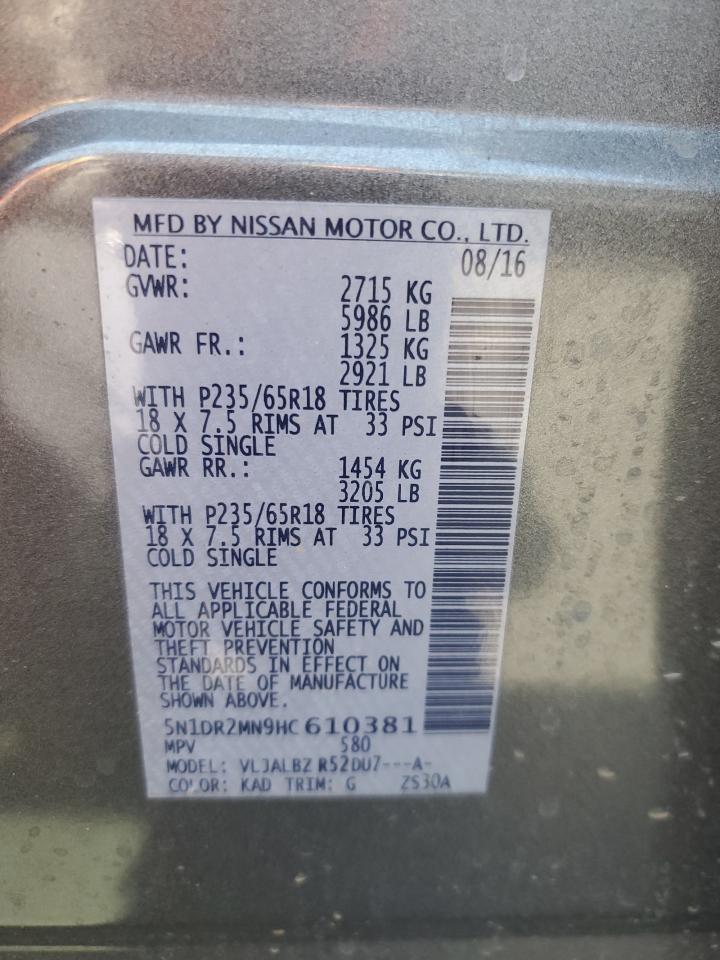 MFD BY NISSAN MOTOR CO., LTD.
DATE: 08/16
GVWR: 2715 KG
5986 LB
GAWR FR.: 1325 KG
2921 LB
WITH P235/65R18 TIRES
18 X 7.5 RIMS AT 33 PSI
COLD SINGLE
GAWR RR.: 1454 KG
3205 LB
WITH P235/65R18 TIRES
18 X 7.5 RIMS AT 33 PSI
COLD SINGLE
THIS VEHICLE CONFORMS TO
ALL APPLICABLE FEDERAL
MOTOR VEHICLE SAFETY AND
THEFT PREVENTION
STANDARDS IN EFFECT ON
THE DATE OF MANUFACTURE
SHOWN ABOVE.
5N1DR2MN9HC610381
MPV 580
MODEL: VLJALBZ R52DU7---A-
COLOR: KAD TRIM: G ZS30A